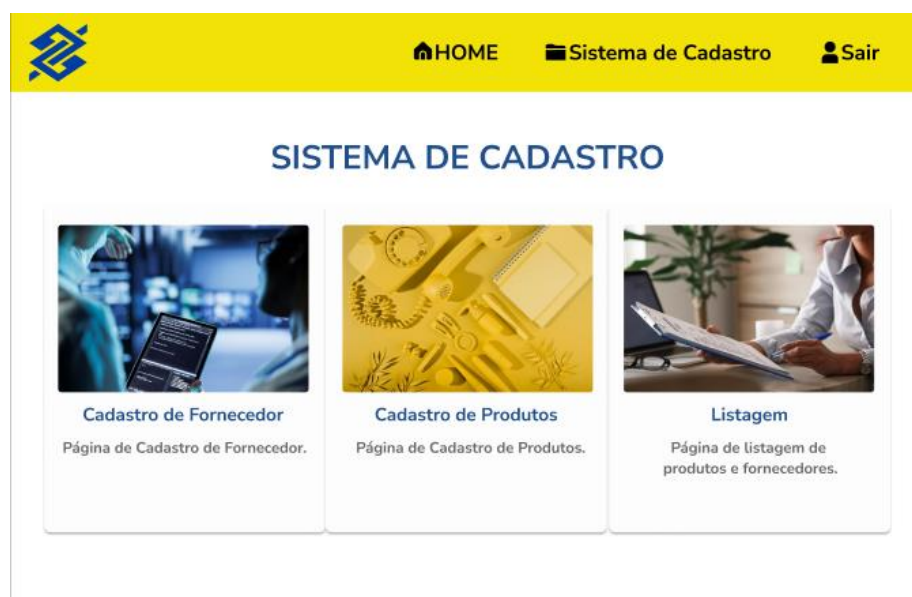 HOME Sistema de Cadastro Sair
SISTEMA DE CADASTRO
Cadastro de Fornecedor
Página de Cadastro de Fornecedor.
Cadastro de Produtos
Página de Cadastro de Produtos.
Listagem
Página de listagem de
produtos e fornecedores.